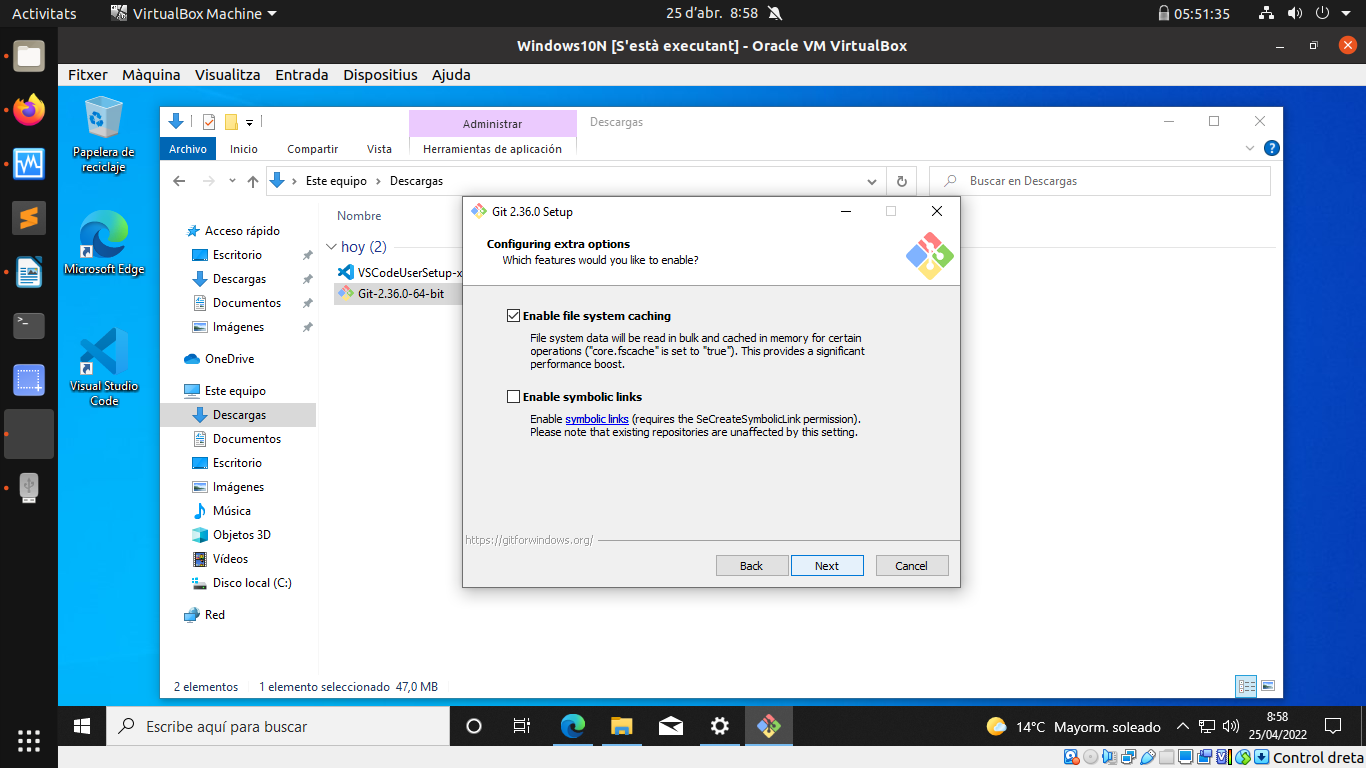 Activitats
VirtualBox Machine
25 d'abr. 8:58
05:51:35
Windows10N [S'està executant] - Oracle VM VirtualBox
Fitxer Màquina Visualitza Entrada Dispositius Ajuda
Papelera de
reciclaje
Microsoft Edge
Visual Studio
Code
Administrar
Descargas
Archivo Inicio Compartir Vista Herramientas de aplicación
Este equipo
Descargas
Buscar en Descargas
Acceso rápido
Escritorio
Descargas
Documentos
Imágenes
OneDrive
Este equipo
Descargas
Documentos
Escritorio
Imágenes
Música
Objetos 3D
Vídeos
Disco local (C:)
Red
Nombre
hoy (2)
VSCodeUserSetup-x
Git-2.36.0-64-bit
2 elementos
1 elemento seleccionado 47,0 MB
Git 2.36.0 Setup
Configuring extra options
Which features would you like to enable?
Enable file system caching
File system data will be read in bulk and cached in memory for certain
operations ("core.fscache" is set to "true"). This provides a significant
performance boost.
Enable symbolic links
Enable symbolic links (requires the SeCreateSymbolicLink permission).
Please note that existing repositories are unaffected by this setting.
https://gitforwindows.org/
Back
Next
Cancel
Escribe aquí para buscar
14°C Mayorm. soleado
8:58
25/04/2022
Control dreta